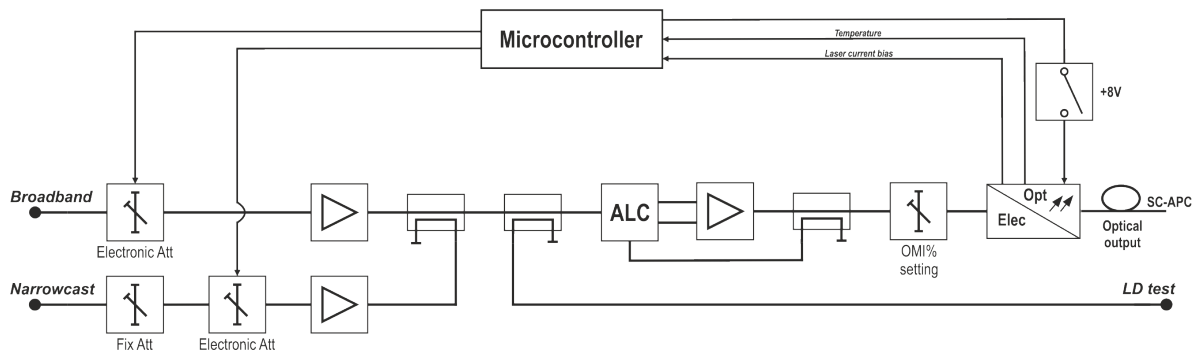 Microcontroller
Temperature
Laser current bias
+8V
Broadband
Electronic Att
ALC
OMI%
setting
Opt
Elec
SC-APC
Optical
output
Narrowcast
Fix Att
Electronic Att
LD test